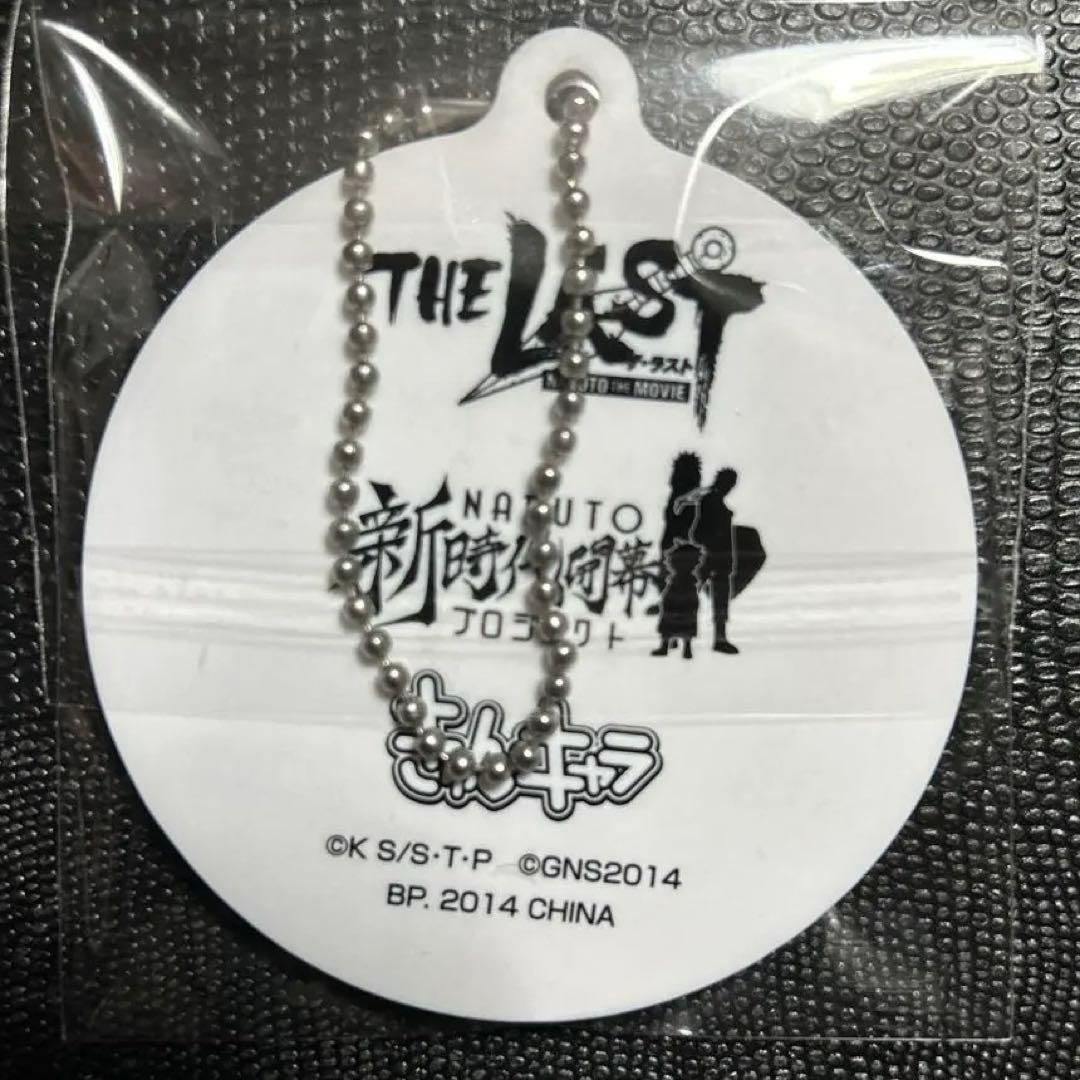 THE LAST
ザ・ラスト
NARUTO THE MOVIE
NARUTO
新時代開幕
プロジェクト
きゅんキャラ
©K S/S・T・P ©GNS2014
BP. 2014 CHINA